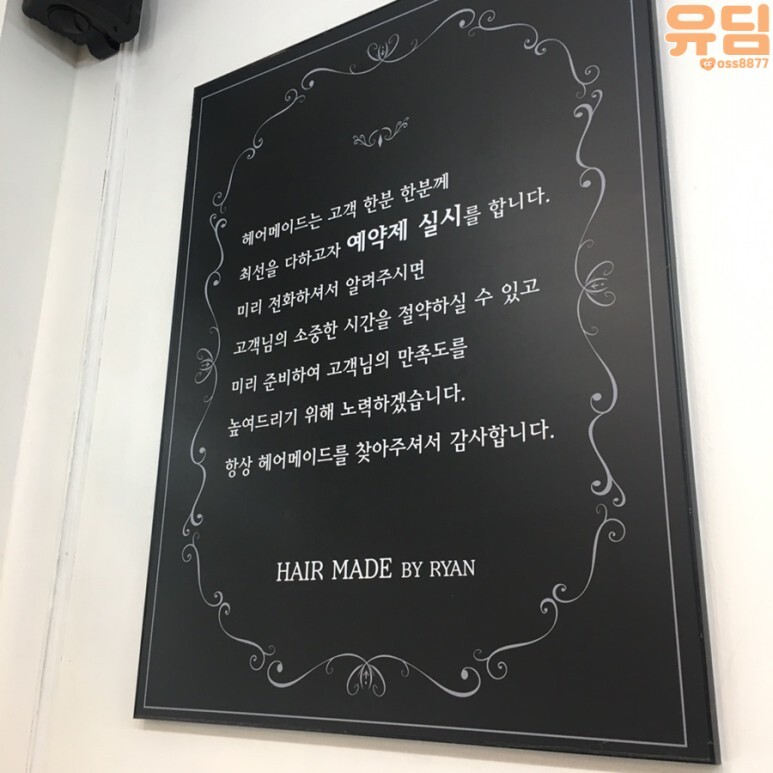 유딤
oss8877
헤어메이드는 고객 한분 한분께
최선을 다하고자 예약제 실시를 합니다.
미리 전화하셔서 알려주시면
고객님의 소중한 시간을 절약하실 수 있고
미리 준비하여 고객님의 만족도를
높여드리기 위해 노력하겠습니다.
항상 헤어메이드를 찾아주셔서 감사합니다.
HAIR MADE BY RYAN